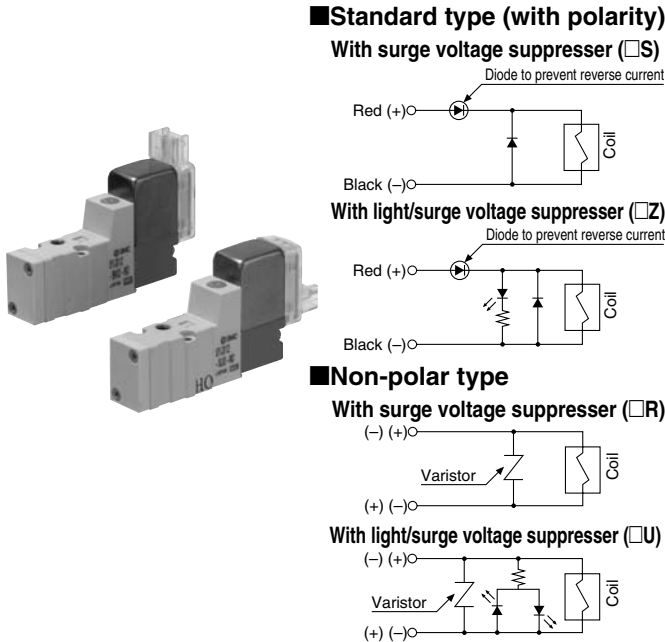 ■Standard type (with polarity)
With surge voltage suppresser (□S)
Diode to prevent reverse current
Red (+)
Coil
Black (–)
With light/surge voltage suppresser (□Z)
Diode to prevent reverse current
Red (+)
Coil
Black (–)
■Non-polar type
With surge voltage suppresser (□R)
(–) (+)
Varistor
Coil
(+) (–)
With light/surge voltage suppresser (□U)
(–) (+)
Varistor
Coil
(+) (–)
SMC
HO